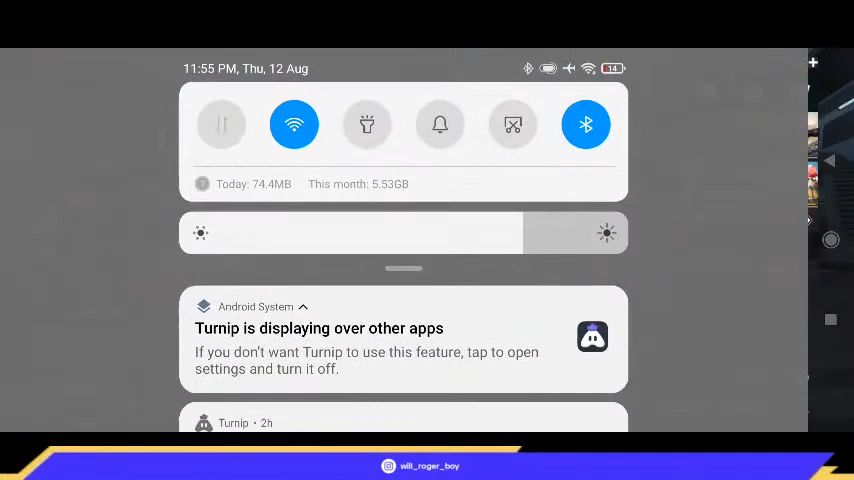 11:55 PM, Thu, 12 Aug
14
Today: 74.4MB This month: 5.53GB
Android System
Turnip is displaying over other apps
If you don't want Turnip to use this feature, tap to open
settings and turn it off.
Turnip • 2h
will_roger_boy